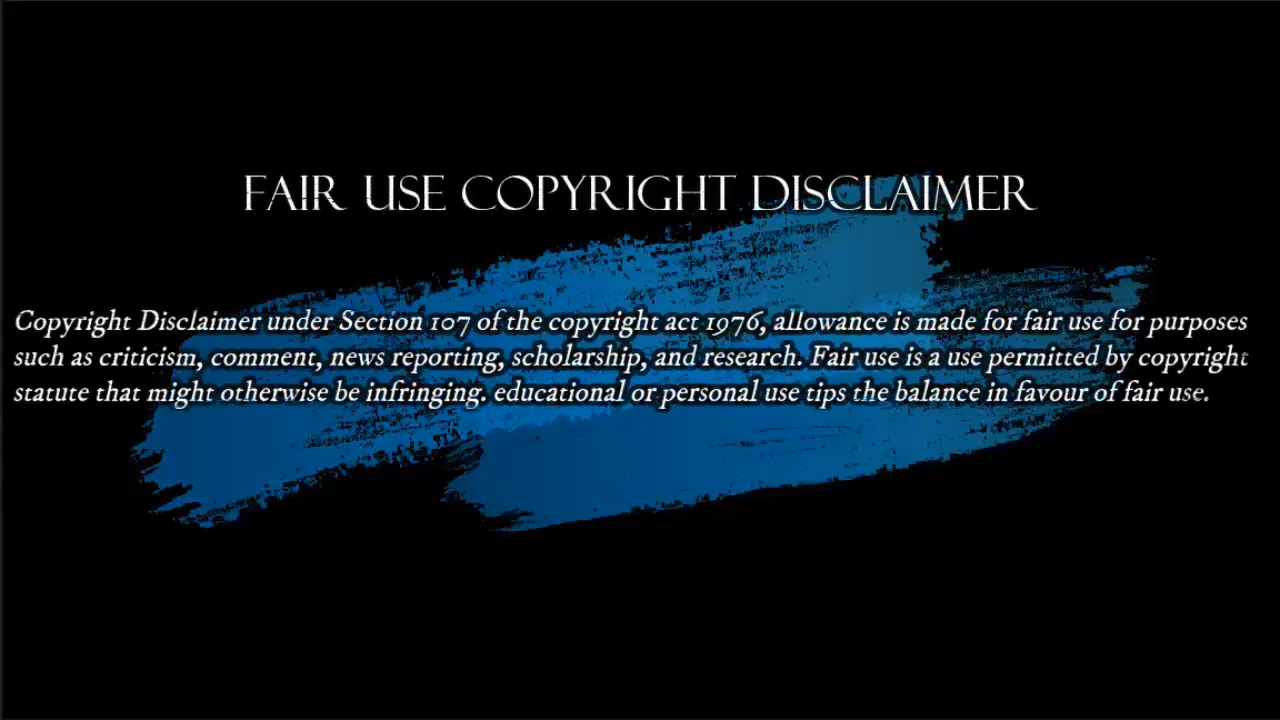 FAIR USE COPYRIGHT DISCLAIMER
Copyright Disclaimer under Section 107 of the copyright act 1976, allowance is made for fair use for purposes
such as criticism, comment, news reporting, scholarship, and research. Fair use is a use permitted by copyright
statute that might otherwise be infringing. educational or personal use tips the balance in favour of fair use.